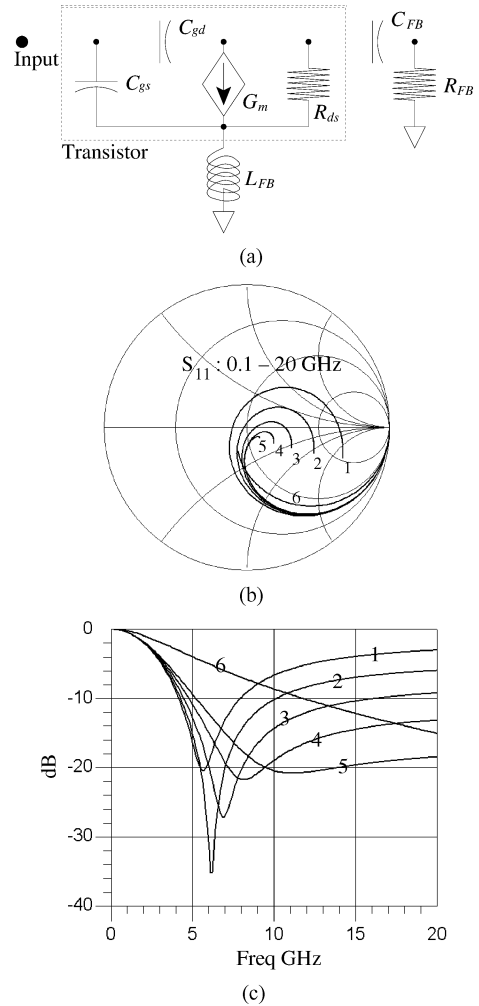 Input
C_gs
C_gd
G_m
R_ds
C_FB
R_FB
Transistor
L_FB
(a)
S_11 : 0.1 – 20 GHz
5 4 3 2 1
6
(b)
0
-10
-20
-30
-40
dB
6
1
2
3
4
5
0 5 10 15 20
Freq GHz
(c)